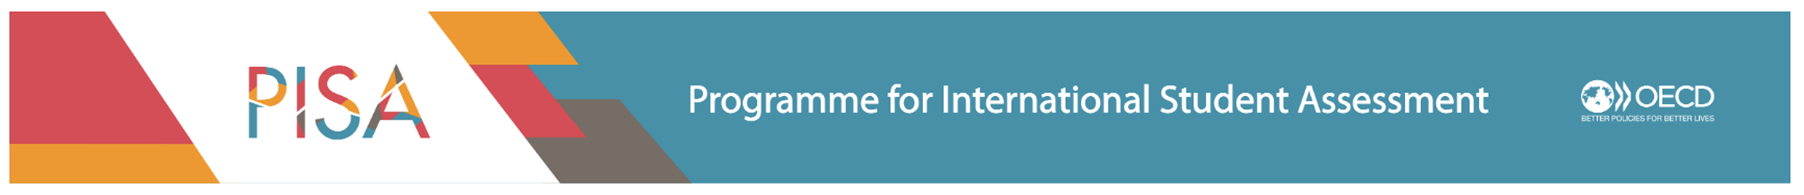 PISA
Programme for International Student Assessment
OECD
BETTER POLICIES FOR BETTER LIVES